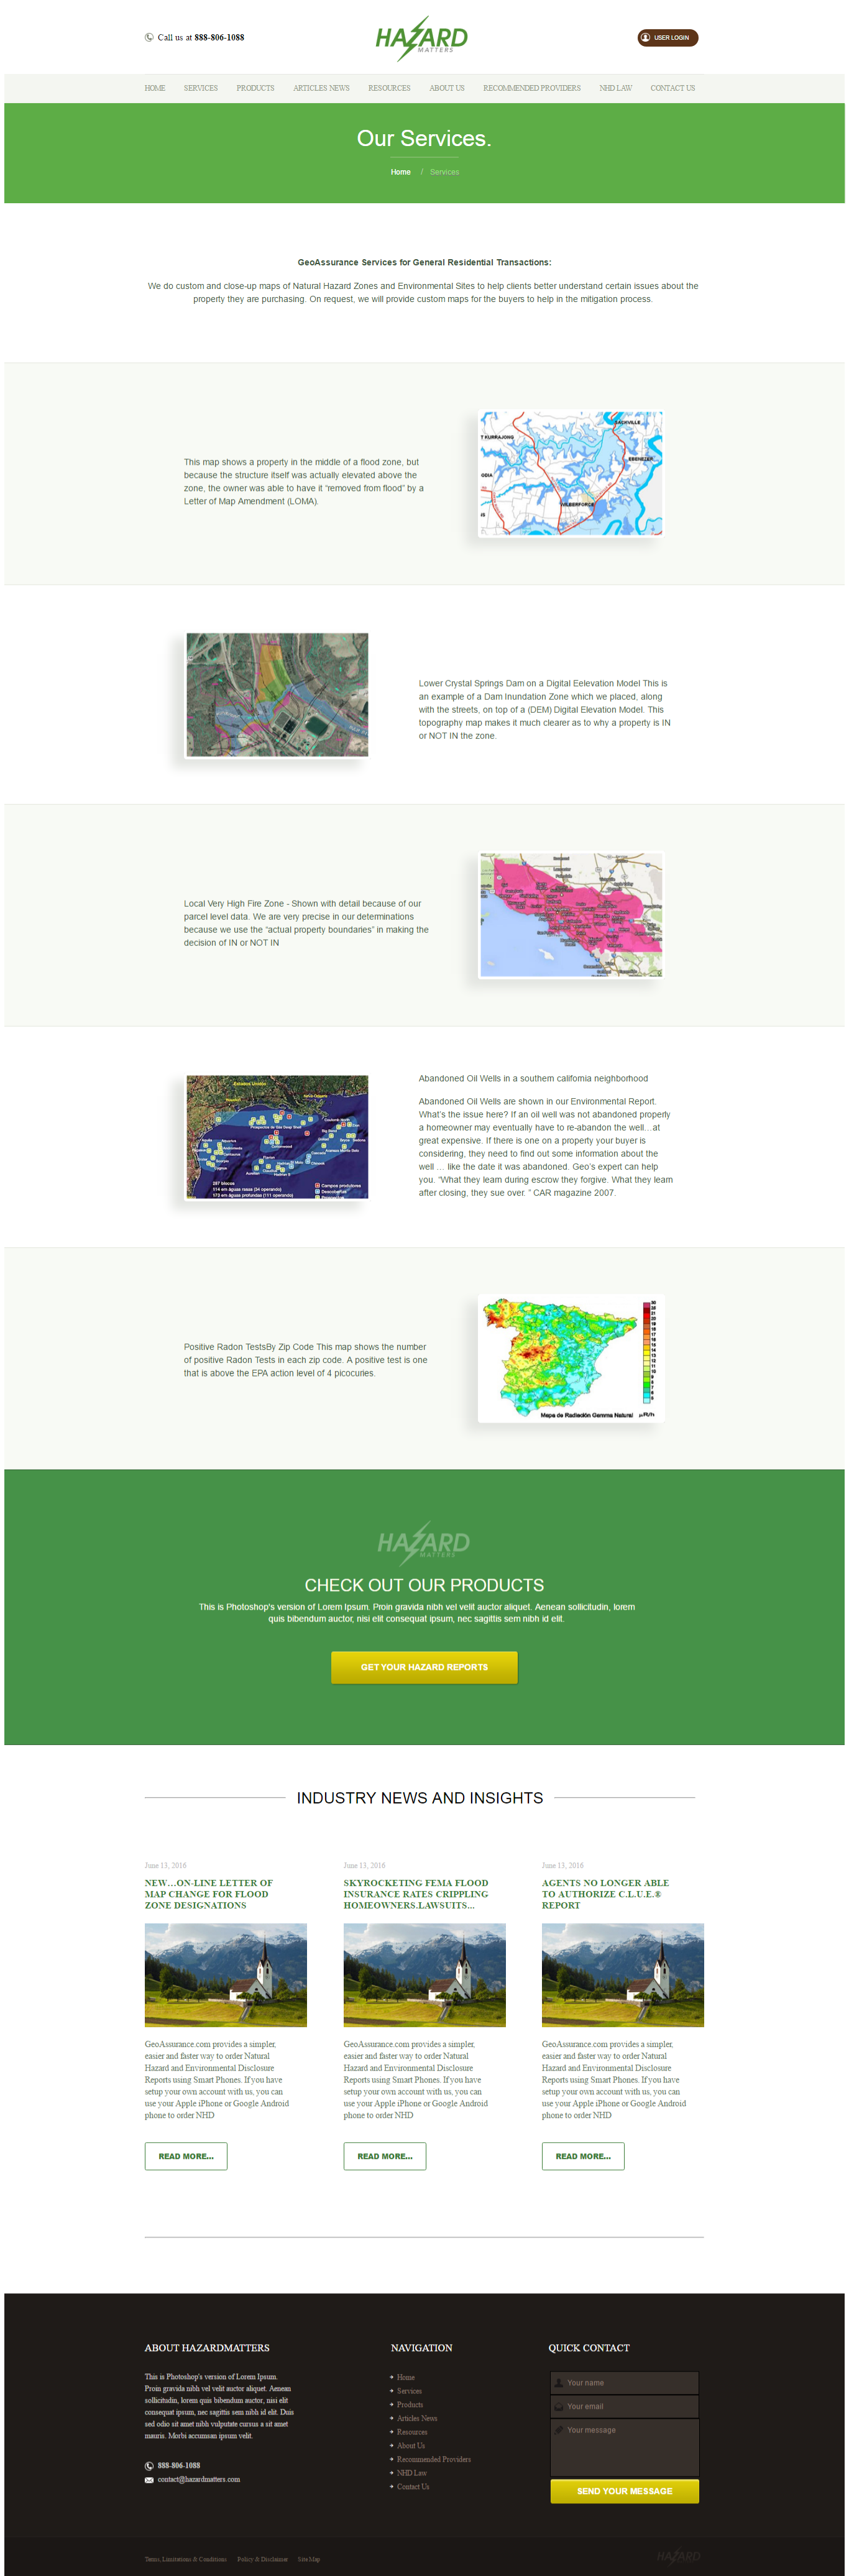 Call us at 888-806-1088
HAZARD
MATTERS
USER LOGIN
HOME SERVICES PRODUCTS ARTICLES NEWS RESOURCES ABOUT US RECOMMENDED PROVIDERS NHD LAW CONTACT US
Our Services.
Home / Services
GeoAssurance Services for General Residential Transactions:
We do custom and close-up maps of Natural Hazard Zones and Environmental Sites to help clients better understand certain issues about the
property they are purchasing. On request, we will provide custom maps for the buyers to help in the mitigation process.
This map shows a property in the middle of a flood zone, but
because the structure itself was actually elevated above the
zone, the owner was able to have it “removed from flood” by a
Letter of Map Amendment (LOMA).
SACHVILLE
T KURRAJONG
EBENEZER
ODIA
WILBERFORCE
IS
Lower Crystal Springs Dam on a Digital Eelevation Model This is
an example of a Dam Inundation Zone which we placed, along
with the streets, on top of a (DEM) Digital Elevation Model. This
topography map makes it much clearer as to why a property is IN
or NOT IN the zone.
Local Very High Fire Zone - Shown with detail because of our
parcel level data. We are very precise in our determinations
because we use the “actual property boundaries” in making the
decision of IN or NOT IN
Abandoned Oil Wells in a southern california neighborhood
Abandoned Oil Wells are shown in our Environmental Report.
What’s the issue here? If an oil well was not abandoned properly
a homeowner may eventually have to re-abandon the well…at
great expensive. If there is one on a property your buyer is
considering, they need to find out some infomation about the
well … like the date it was abandoned. Geo’s expert can help
you. “What they learn during escrow they forgive. What they learn
after closing, they sue over. ” CAR magazine 2007.
Estados Unidos
Houston
Nova Orleans
257 blocos
114 em águas rasas (54 operando)
173 em águas profundas (111 operando)
Campos produtores
Descobertas
Positive Radon TestsBy Zip Code This map shows the number
of positive Radon Tests in each zip code. A positive test is one
that is above the EPA action level of 4 picocuries.
Mapa de Radiación Gamma Natural µR/h
HAZARD
MATTERS
CHECK OUT OUR PRODUCTS
This is Photoshop's version of Lorem Ipsum. Proin gravida nibh vel velit auctor aliquet. Aenean sollicitudin, lorem
quis bibendum auctor, nisi elit consequat ipsum, nec sagittis sem nibh id elit.
GET YOUR HAZARD REPORTS
INDUSTRY NEWS AND INSIGHTS
June 13, 2016
NEW…ON-LINE LETTER OF
MAP CHANGE FOR FLOOD
ZONE DESIGNATIONS
GeoAssurance.com provides a simpler,
easier and faster way to order Natural
Hazard and Environmental Disclosure
Reports using Smart Phones. If you have
setup your own account with us, you can
use your Apple iPhone or Google Android
phone to order NHD
READ MORE...
June 13, 2016
SKYROCKETING FEMA FLOOD
INSURANCE RATES CRIPPLING
HOMEOWNERS.LAWSUITS...
GeoAssurance.com provides a simpler,
easier and faster way to order Natural
Hazard and Environmental Disclosure
Reports using Smart Phones. If you have
setup your own account with us, you can
use your Apple iPhone or Google Android
phone to order NHD
READ MORE...
June 13, 2016
AGENTS NO LONGER ABLE
TO AUTHORIZE C.L.U.E.®
REPORT
GeoAssurance.com provides a simpler,
easier and faster way to order Natural
Hazard and Environmental Disclosure
Reports using Smart Phones. If you have
setup your own account with us, you can
use your Apple iPhone or Google Android
phone to order NHD
READ MORE...
ABOUT HAZARDMATTERS
This is Photoshop's version of Lorem Ipsum.
Proin gravida nibh vel velit auctor aliquet. Aenean
sollicitudin, lorem quis bibendum auctor, nisi elit
consequat ipsum, nec sagittis sem nibh id elit. Duis
sed odio sit amet nibh vulputate cursus a sit amet
mauris. Morbi accumsan ipsum velit.
888-806-1088
contact@hazardmatters.com
NAVIGATION
Home
Services
Products
Articles News
Resources
About Us
Recommended Providers
NHD Law
Contact Us
QUICK CONTACT
Your name
Your email
Your message
SEND YOUR MESSAGE
Terms, Limitations & Conditions Policy & Disclaimer Site Map
HAZARD